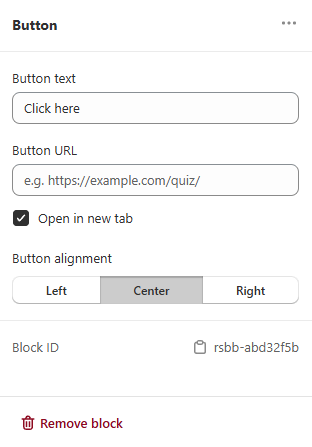 Button
Button text
Click here
Button URL
e.g. https://example.com/quiz/
Open in new tab
Button alignment
Left Center Right
Block ID rsbb-abd32f5b
Remove block